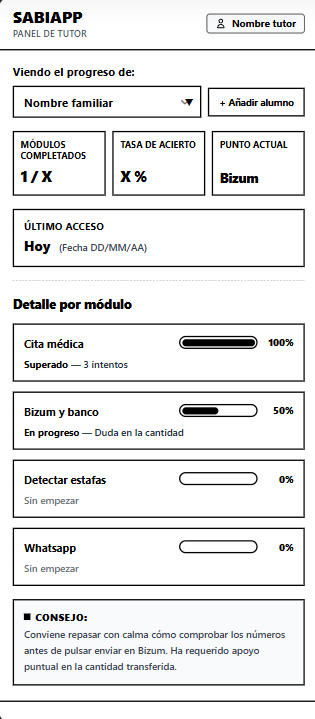 SABIAPP
PANEL DE TUTOR
Nombre tutor
Viendo el progreso de:
Nombre familiar
+ Añadir alumno
MÓDULOS
COMPLETADOS
1 / X
TASA DE ACIERTO
X %
PUNTO ACTUAL
Bizum
ÚLTIMO ACCESO
Hoy (Fecha DD/MM/AA)
Detalle por módulo
Cita médica 100%
Superado — 3 intentos
Bizum y banco 50%
En progreso — Duda en la cantidad
Detectar estafas 0%
Sin empezar
Whatsapp 0%
Sin empezar
CONSEJO:
Conviene repasar con calma cómo comprobar los números
antes de pulsar enviar en Bizum. Ha requerido apoyo
puntual en la cantidad transferida.